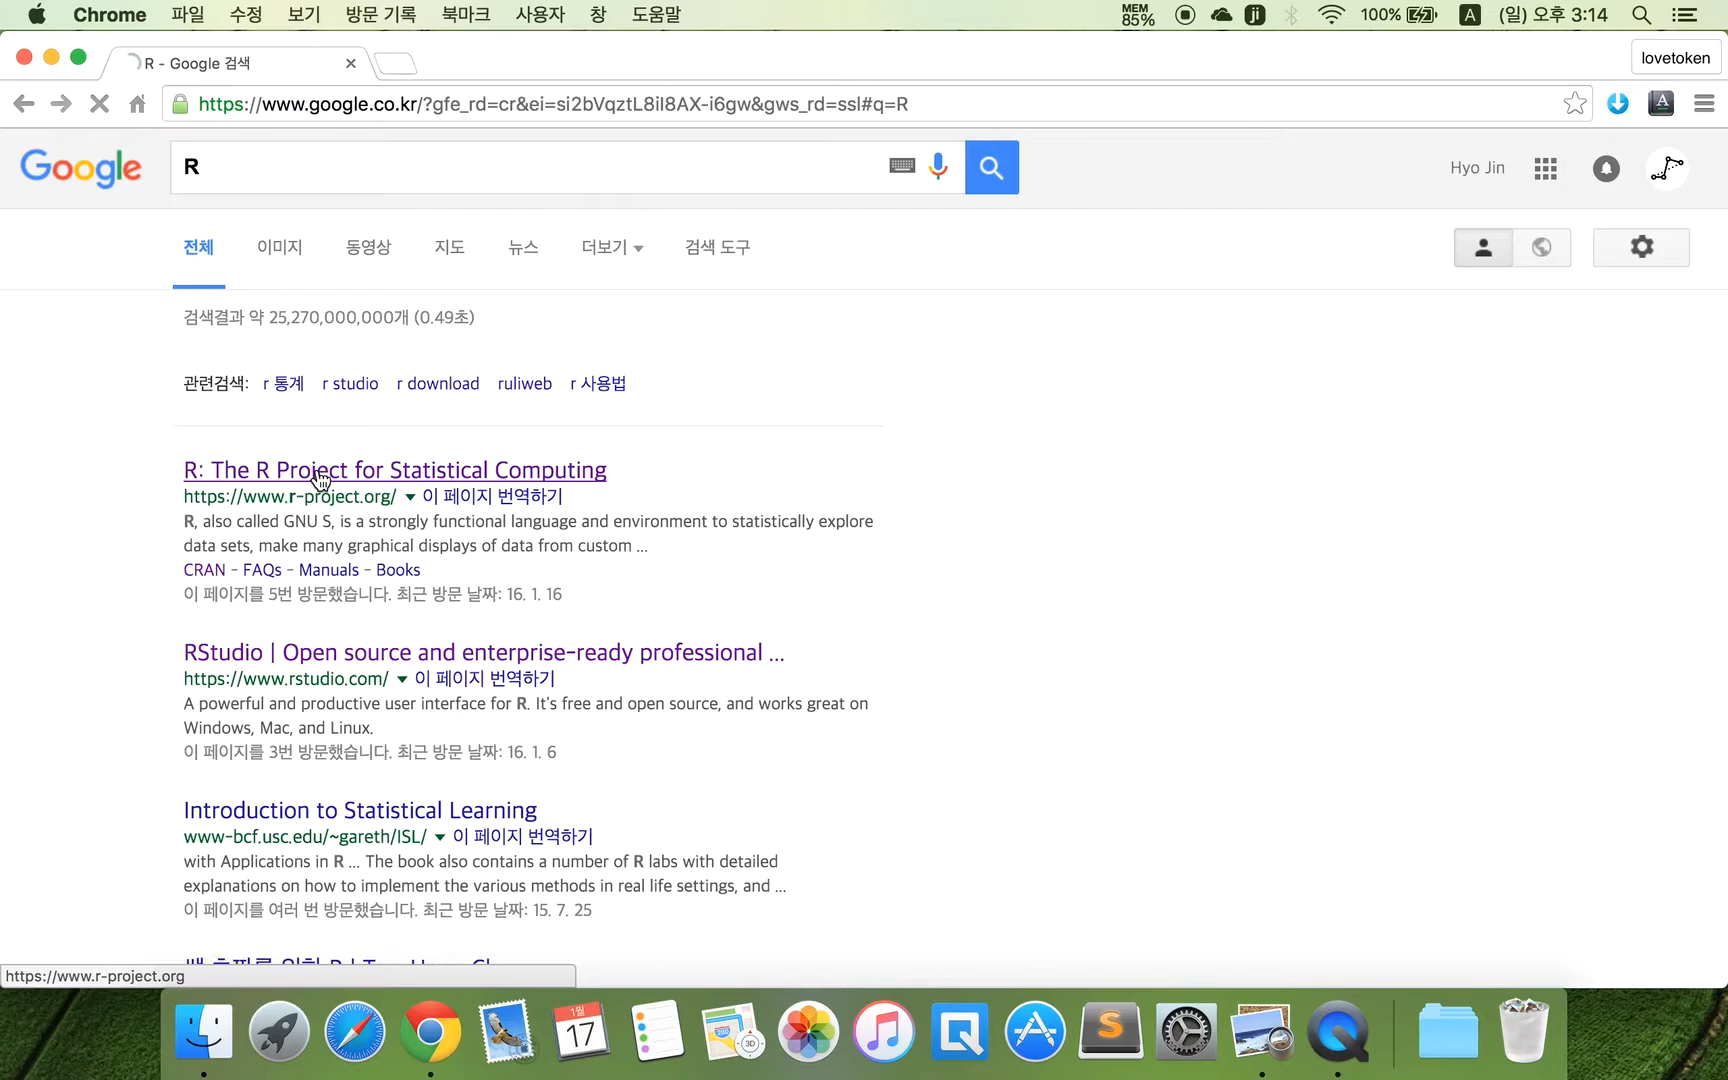 Chrome 파일 수정 보기 방문 기록 북마크 사용자 창 도움말 MEM 85% ji 100% A (일) 오후 3:14
R - Google 검색
lovetoken
https://www.google.co.kr/?gfe_rd=cr&ei=si2bVqztL8iI8AX-i6gw&gws_rd=ssl#q=R
Google R Hyo Jin
전체 이미지 동영상 지도 뉴스 더보기 검색 도구
검색결과 약 25,270,000,000개 (0.49초)
관련검색: r 통계 r studio r download ruliweb r 사용법
R: The R Project for Statistical Computing
https://www.r-project.org/ 이 페이지 번역하기
R, also called GNU S, is a strongly functional language and environment to statistically explore
data sets, make many graphical displays of data from custom ...
CRAN - FAQs - Manuals - Books
이 페이지를 5번 방문했습니다. 최근 방문 날짜: 16. 1. 16
RStudio | Open source and enterprise-ready professional ...
https://www.rstudio.com/ 이 페이지 번역하기
A powerful and productive user interface for R. It's free and open source, and works great on
Windows, Mac, and Linux.
이 페이지를 3번 방문했습니다. 최근 방문 날짜: 16. 1. 6
Introduction to Statistical Learning
www-bcf.usc.edu/~gareth/ISL/ 이 페이지 번역하기
with Applications in R ... The book also contains a number of R labs with detailed
explanations on how to implement the various methods in real life settings, and ...
이 페이지를 여러 번 방문했습니다. 최근 방문 날짜: 15. 7. 25
https://www.r-project.org
1월
17
3D
S